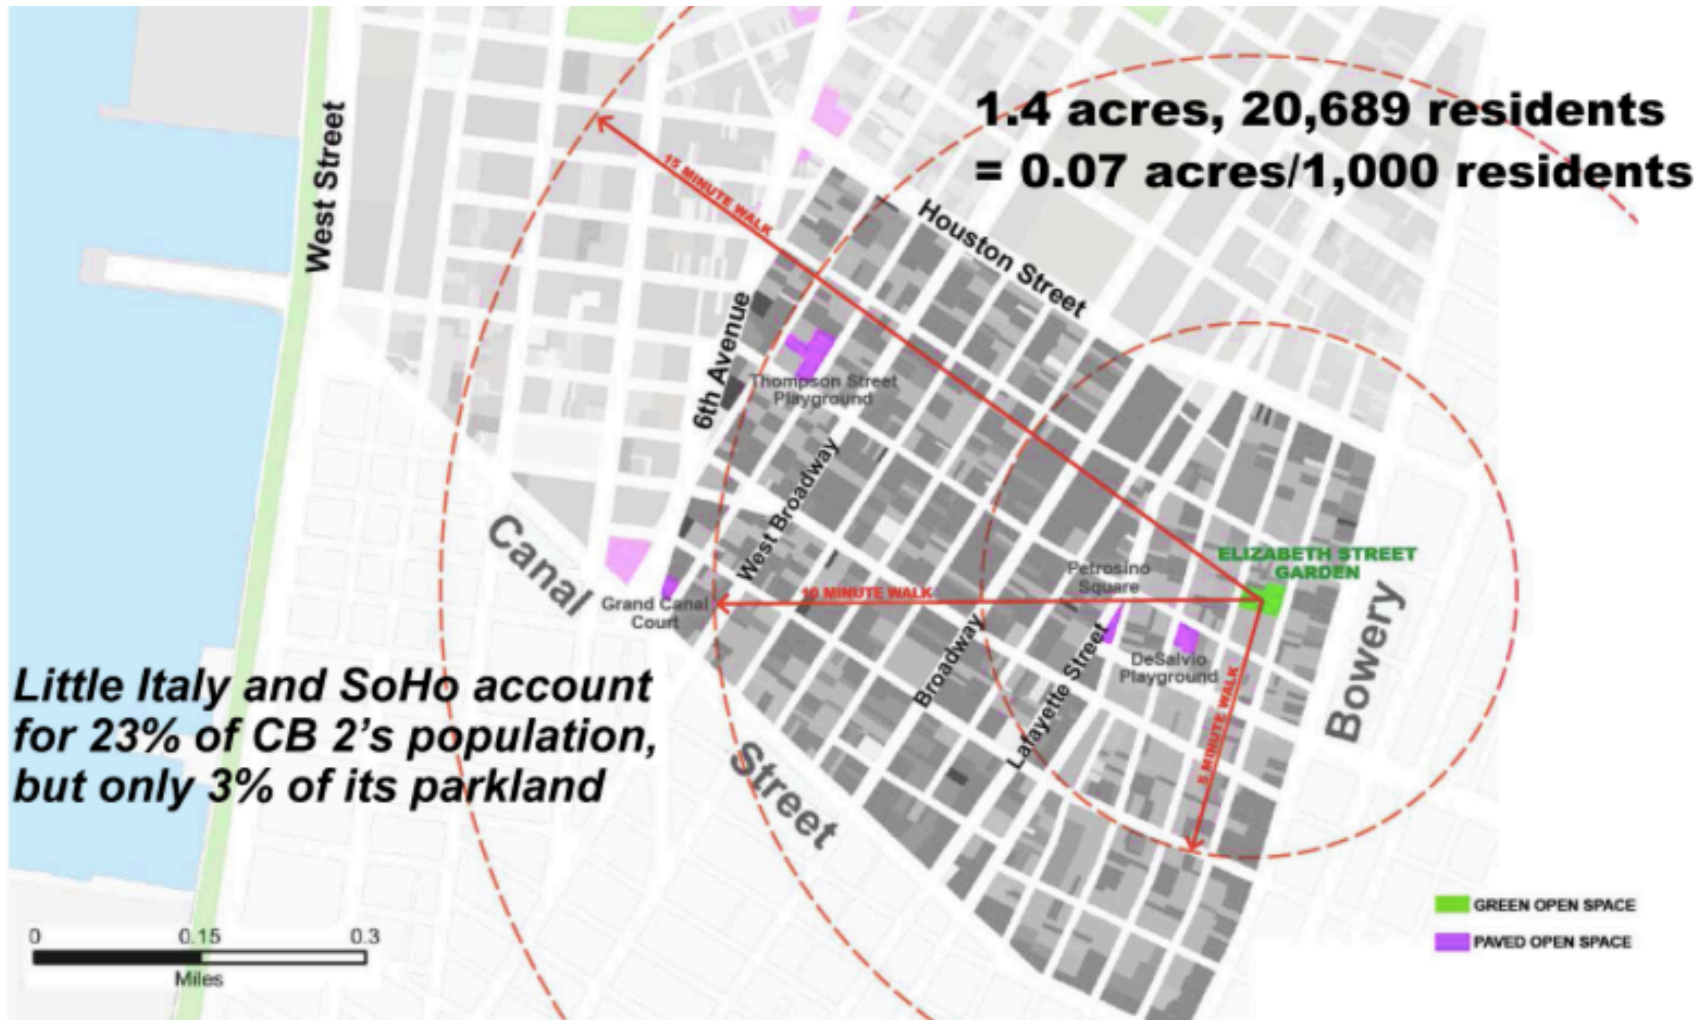 1.4 acres, 20,689 residents
= 0.07 acres/1,000 residents
West Street
15 MINUTE WALK
Houston Street
6th Avenue
Thompson Street
Playground
West Broadway
Canal
Street
Grand Canal
Court
10 MINUTE WALK
Petrosino
Square
ELIZABETH STREET
GARDEN
Broadway
Lafayette Street
DeSalvio
Playground
5 MINUTE WALK
Bowery
Little Italy and SoHo account
for 23% of CB 2’s population,
but only 3% of its parkland
0 0.15 0.3
Miles
GREEN OPEN SPACE
PAVED OPEN SPACE